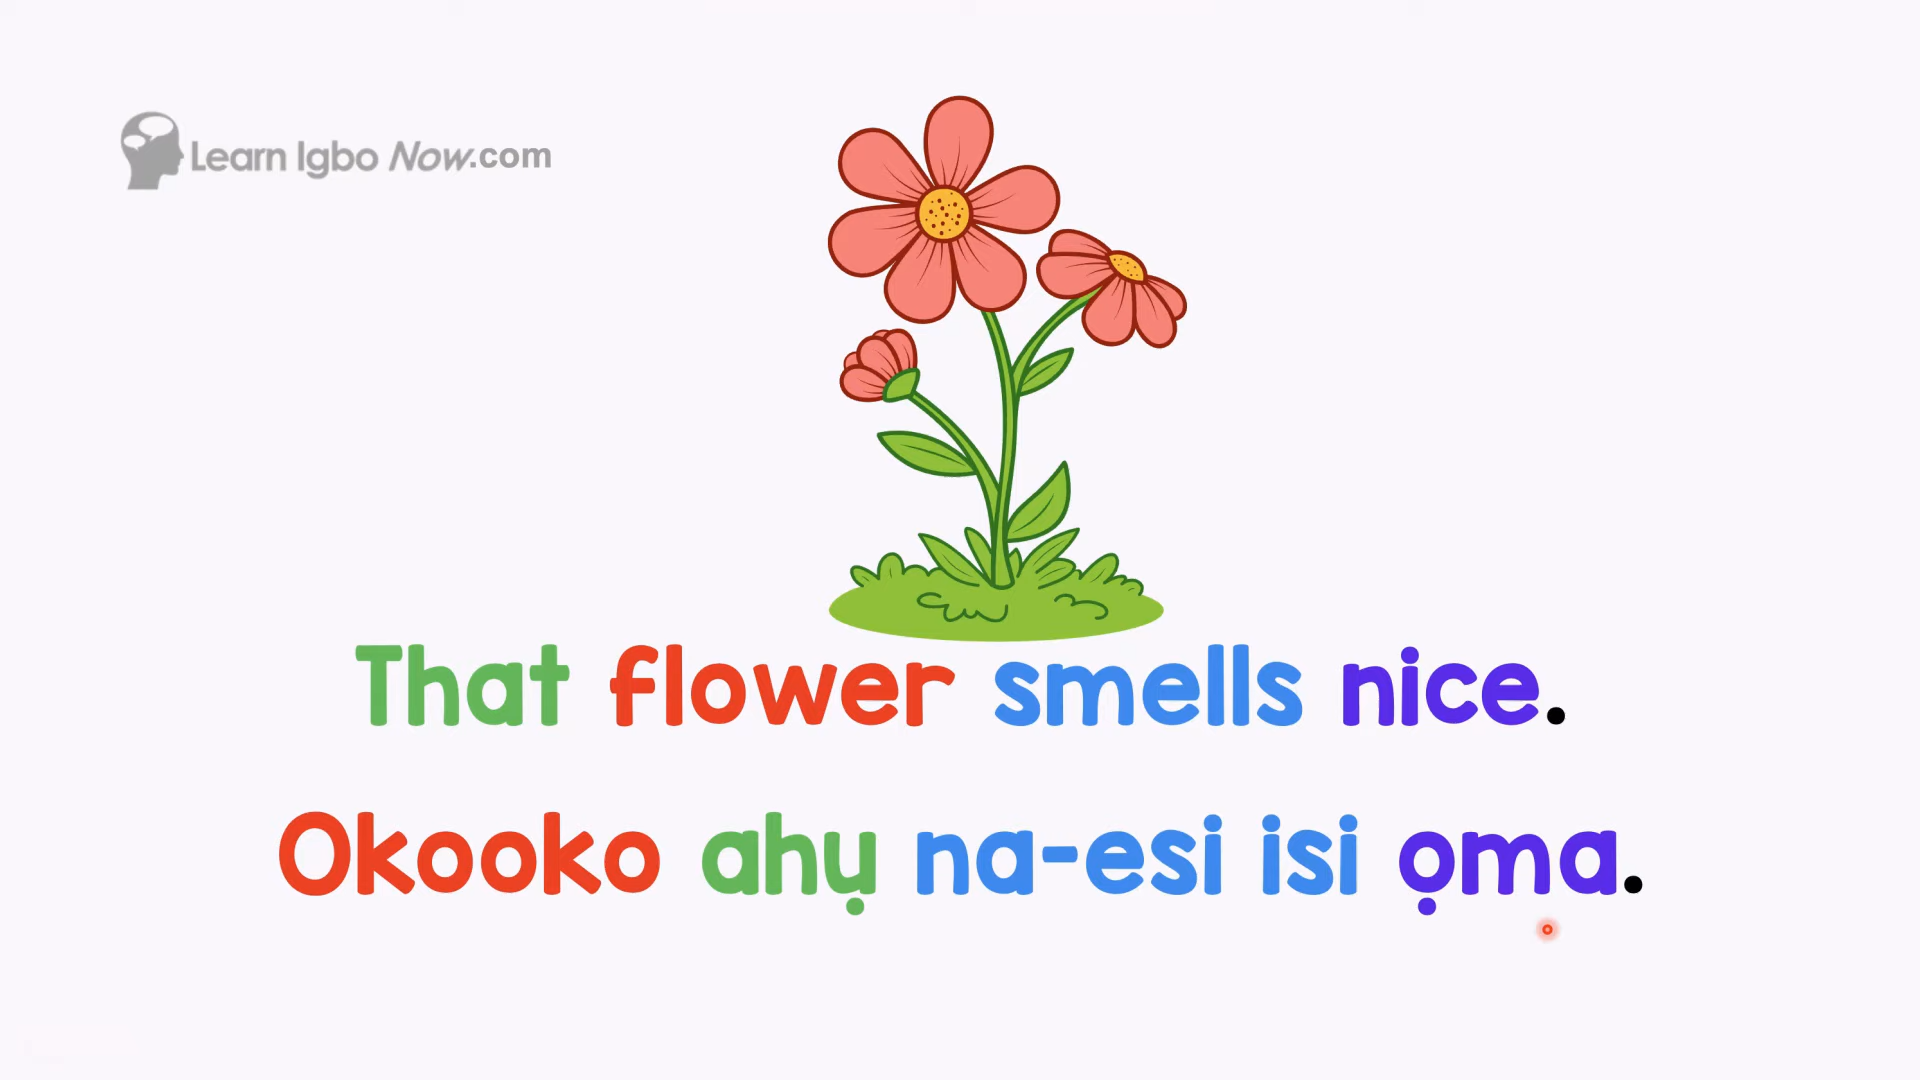 Learn Igbo Now.com
That flower smells nice.
Okooko ahụ na-esi isi ọma.